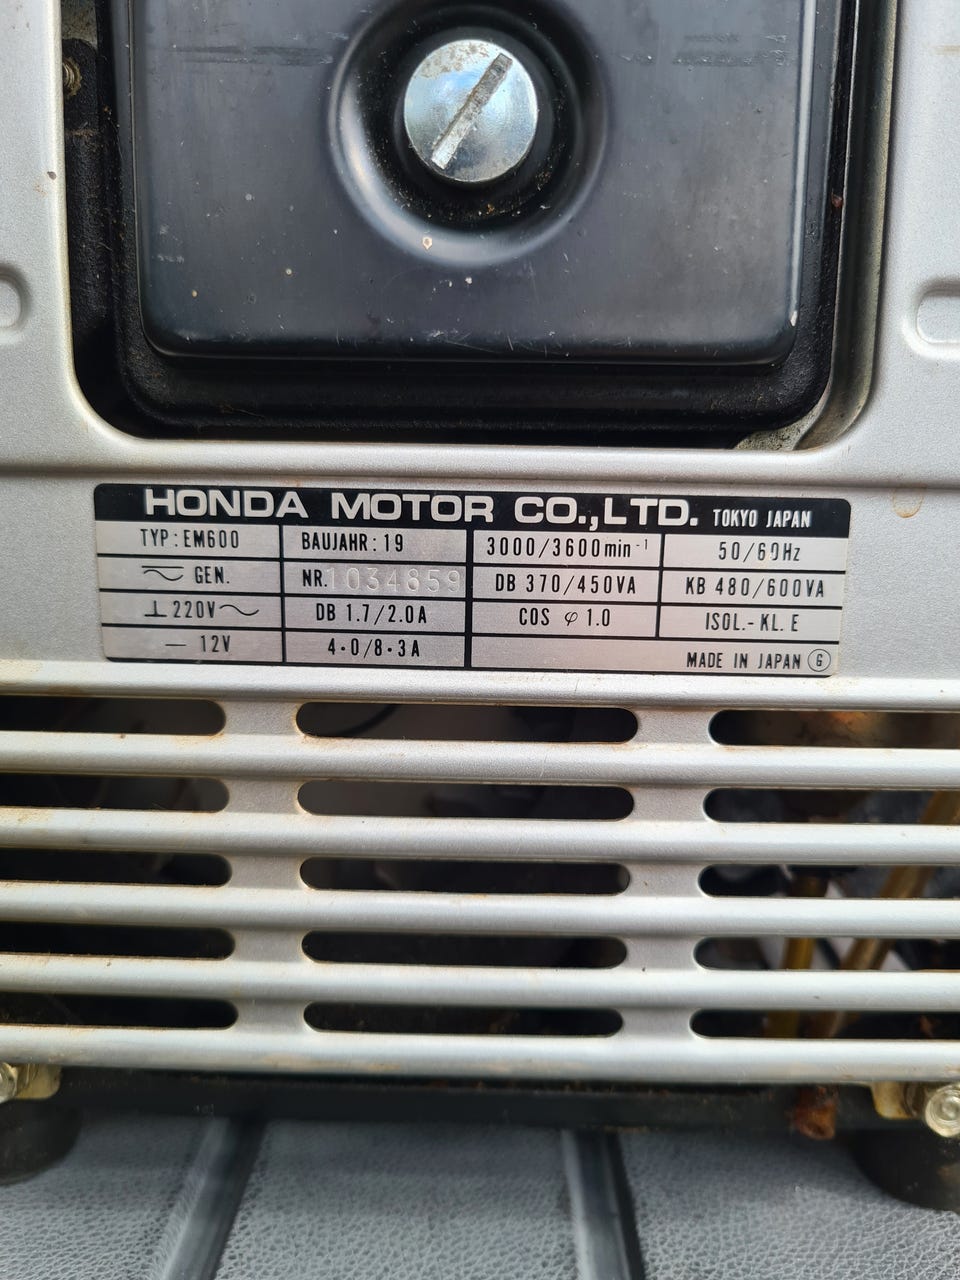 HONDA MOTOR CO.,LTD. TOKYO JAPAN
TYP:EM600 BAUJAHR:19 3000/3600min-1 50/60Hz
GEN. NR.1034859 DB 370/450VA KB 480/600VA
220V DB 1.7/2.0A COS φ 1.0 ISOL.-KL.E
— 12V 4·0/8·3A MADE IN JAPAN G